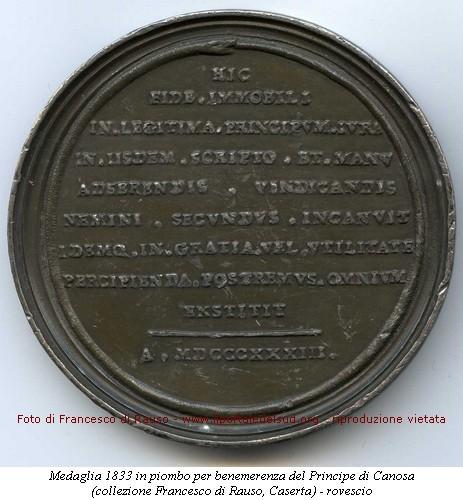 HIC
FIDE . IMMOBILI
IN . LEGITIMA . PRINCIPVM . IVRA
IN . IISDEM . SCRIPTO . ET . MANV
ADSERENDIS . VINDICANTIS
NEMINI . SECVNDVS . INCANVIT
IDEMQ . IN . GRATIA . VEL . VTILITATE
PERCIPIENDA . POSTREMVS . OMNIVM
EXSTITIT
A . MDCCCXXXIII .
Foto di Francesco di Rauso - www.ilportaledelsud.org - riproduzione vietata
Medaglia 1833 in piombo per benemerenza del Principe di Canosa
(collezione Francesco di Rauso, Caserta) - rovescio